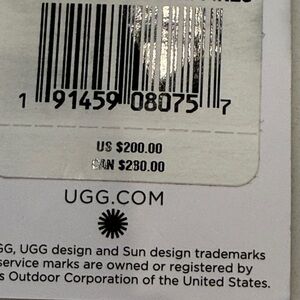 1 91459 08075 7
US $200.00
CAN $280.00
UGG.COM
UGG design and Sun design trademarks
service marks are owned or registered by
Outdoor Corporation of the United States.